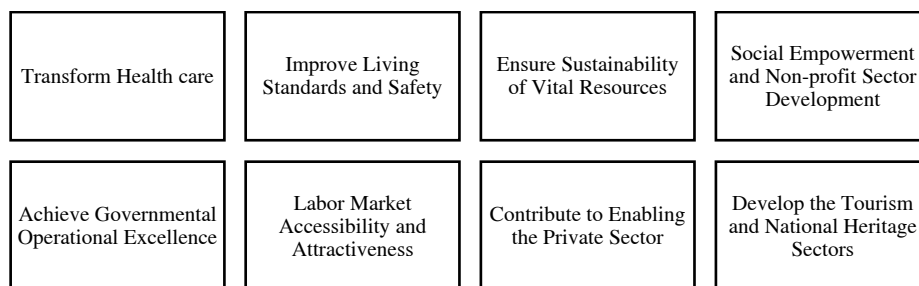 Transform Health care
Improve Living
Standards and Safety
Ensure Sustainability
of Vital Resources
Social Empowerment
and Non-profit Sector
Development
Achieve Governmental
Operational Excellence
Labor Market
Accessibility and
Attractiveness
Contribute to Enabling
the Private Sector
Develop the Tourism
and National Heritage
Sectors